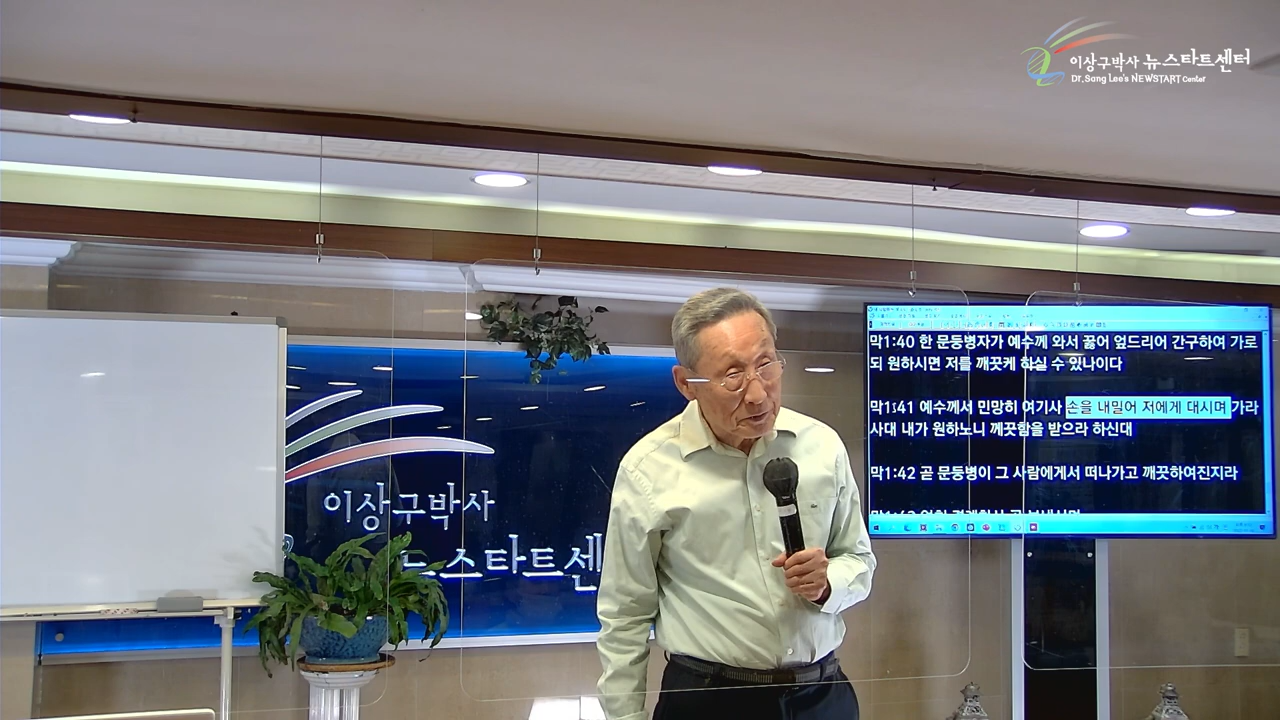 이상구박사 뉴스타트센터
Dr. Sang Lee's NEWSTART Center
막1:40 한 문둥병자가 예수께 와서 꿇어 엎드리어 간구하여 가로
되 원하시면 저를 깨끗케 하실 수 있나이다
막1:41 예수께서 민망히 여기사 손을 내밀어 저에게 대시며 가라
사대 내가 원하노니 깨끗함을 받으라 하신대
막1:42 곧 문둥병이 그 사람에게서 떠나가고 깨끗하여진지라
이상구박사
뉴스타트센